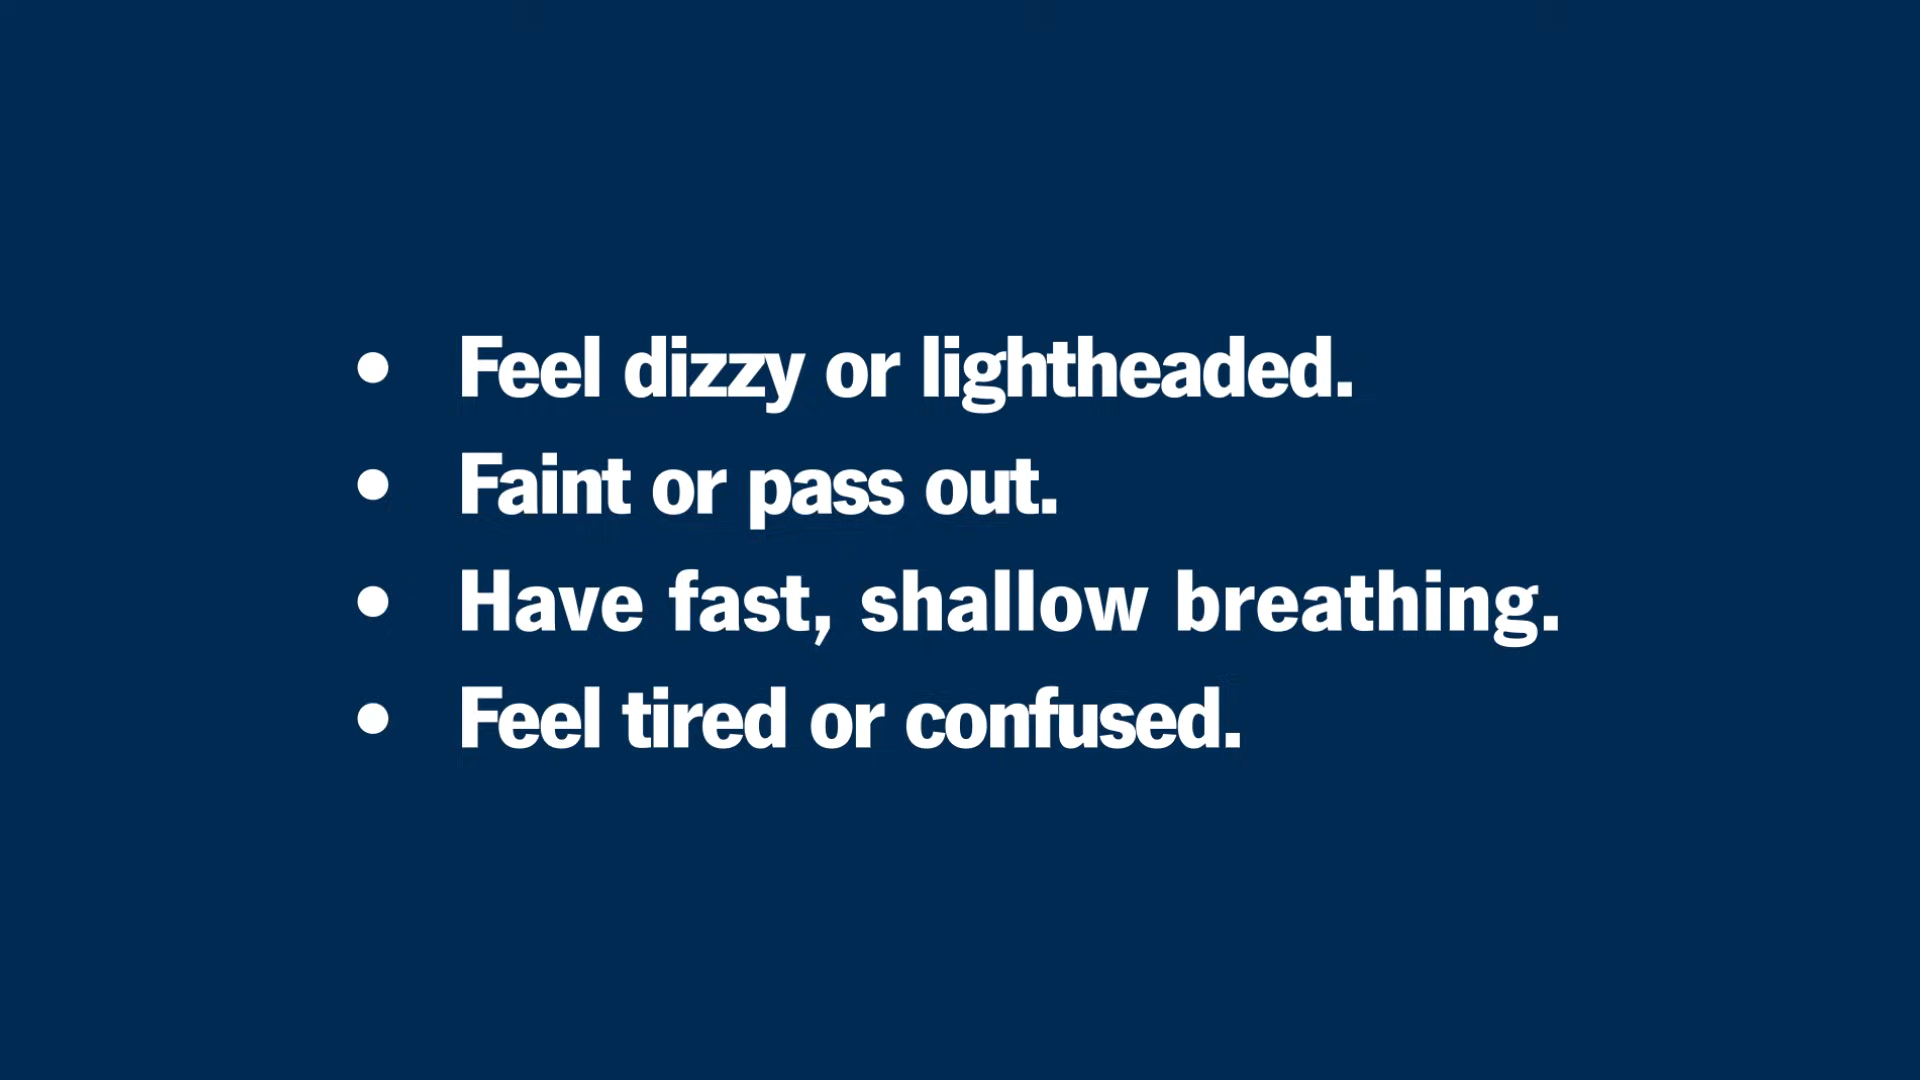 • Feel dizzy or lightheaded.
• Faint or pass out.
• Have fast, shallow breathing.
• Feel tired or confused.